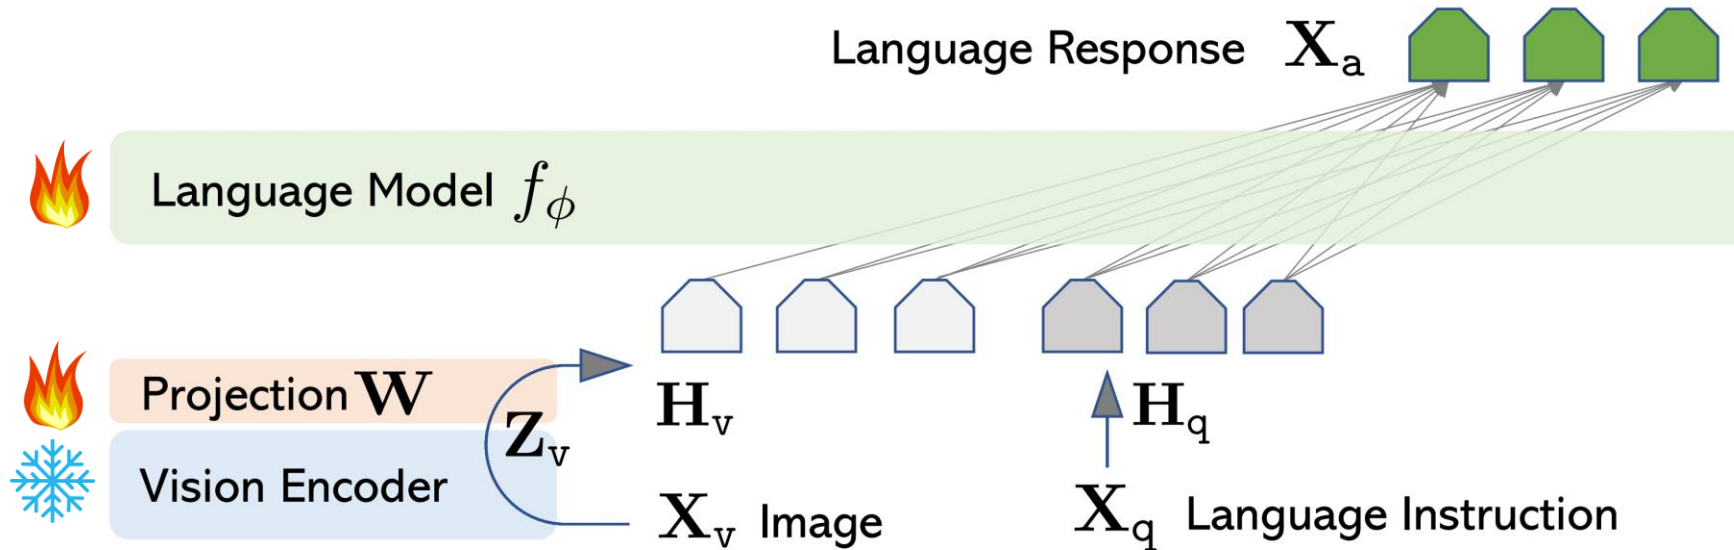 Language Response X_a
Language Model f_ϕ
Projection W
Z_v
H_v
H_q
Vision Encoder
X_v Image
X_q Language Instruction